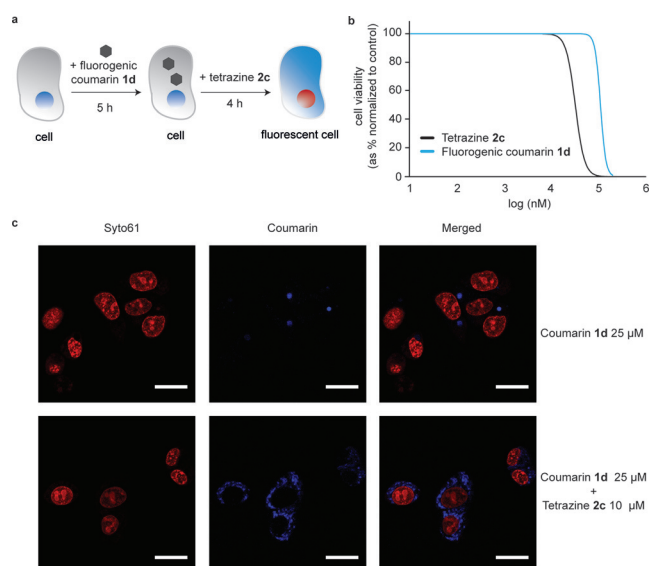 a
+ fluorogenic
coumarin 1d
5 h
+ tetrazine 2c
4 h
cell
cell
fluorescent cell
b
cell viability
(as % normalized to control)
100
80
60
40
20
0
Tetrazine 2c
Fluorogenic coumarin 1d
1
2
3
4
5
6
log (nM)
c
Syto61
Coumarin
Merged
Coumarin 1d 25 µM
Coumarin 1d 25 µM
+
Tetrazine 2c 10 µM